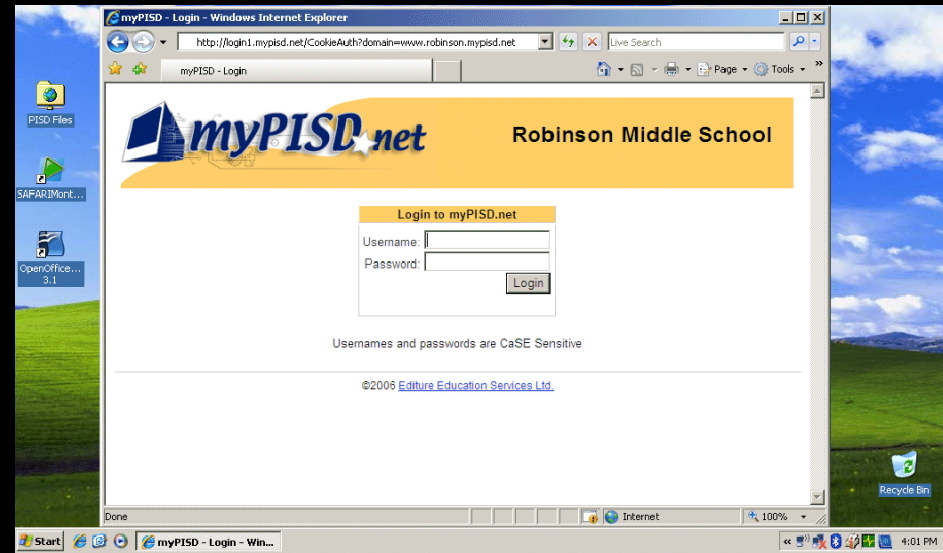 myPISD - Login - Windows Internet Explorer
http://login1.mypisd.net/CookieAuth?domain=www.robinson.mypisd.net
Live Search
myPISD - Login
Page
Tools
»
PISD Files
SAFARIMont...
OpenOffice...
3.1
myPISD.net
Robinson Middle School
Login to myPISD.net
Username:
Password:
Login
Usernames and passwords are CaSE Sensitive
©2006 Editure Education Services Ltd.
Recycle Bin
Done
Internet
100%
Start
myPISD - Login - Win...
«
4:01 PM